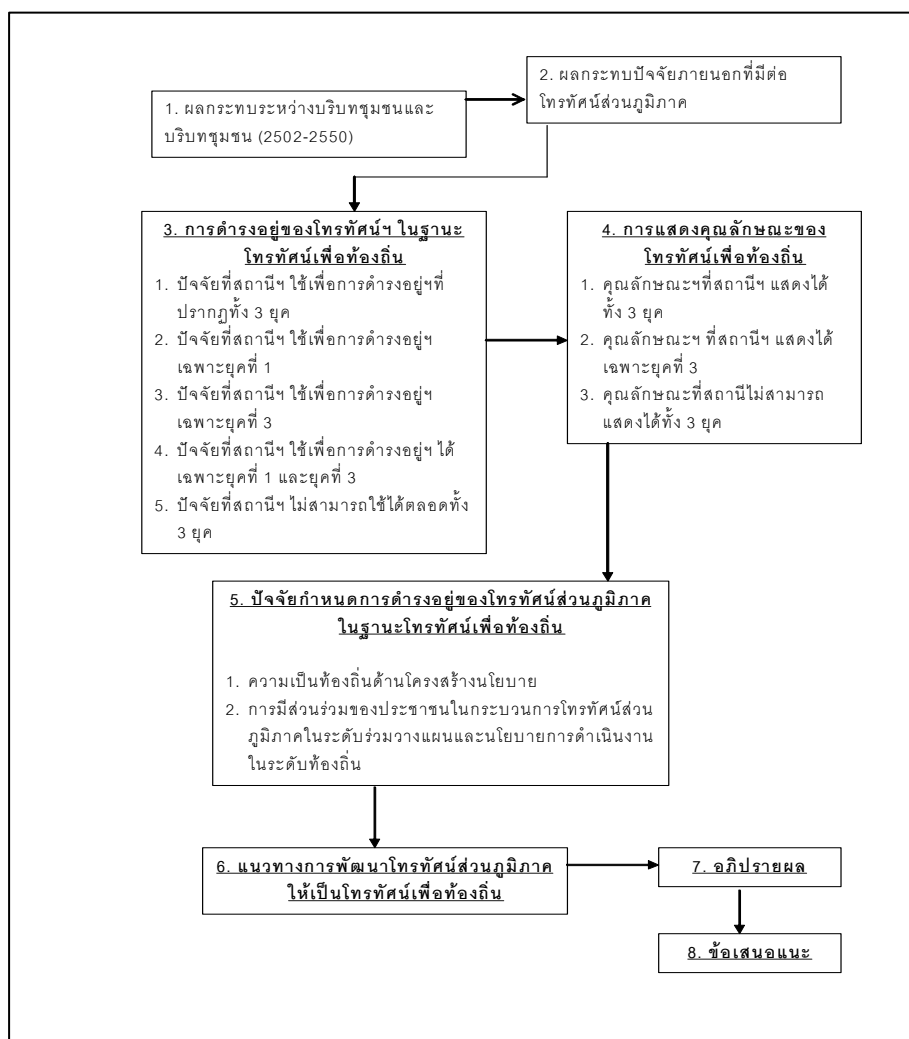 1. ผลกระทบระหว่างบริบทชุมชนและ
บริบทชุมชน (2502-2550)
2. ผลกระทบปัจจัยภายนอกที่มีต่อ
โทรทัศน์ส่วนภูมิภาค
3. การดำรงอยู่ของโทรทัศน์ฯ ในฐานะ
โทรทัศน์เพื่อท้องถิ่น
1. ปัจจัยที่สถานีฯ ใช้เพื่อการดำรงอยู่ฯที่
ปรากฏทั้ง 3 ยุค
2. ปัจจัยที่สถานีฯ ใช้เพื่อการดำรงอยู่ฯ
เฉพาะยุคที่ 1
3. ปัจจัยที่สถานีฯ ใช้เพื่อการดำรงอยู่ฯ
เฉพาะยุคที่ 3
4. ปัจจัยที่สถานีฯ ใช้เพื่อการดำรงอยู่ฯ ได้
เฉพาะยุคที่ 1 และยุคที่ 3
5. ปัจจัยที่สถานีฯ ไม่สามารถใช้ได้ตลอดทั้ง
3 ยุค
4. การแสดงคุณลักษณะของ
โทรทัศน์เพื่อท้องถิ่น
1. คุณลักษณะฯที่สถานีฯ แสดงได้
ทั้ง 3 ยุค
2. คุณลักษณะฯ ที่สถานีฯ แสดงได้
เฉพาะยุคที่ 3
3. คุณลักษณะที่สถานีไม่สามารถ
แสดงได้ทั้ง 3 ยุค
5. ปัจจัยกำหนดการดำรงอยู่ของโทรทัศน์ส่วนภูมิภาค
ในฐานะโทรทัศน์เพื่อท้องถิ่น
1. ความเป็นท้องถิ่นด้านโครงสร้างนโยบาย
2. การมีส่วนร่วมของประชาชนในกระบวนการโทรทัศน์ส่วน
ภูมิภาคในระดับร่วมวางแผนและนโยบายการดำเนินงาน
ในระดับท้องถิ่น
6. แนวทางการพัฒนาโทรทัศน์ส่วนภูมิภาค
ให้เป็นโทรทัศน์เพื่อท้องถิ่น
7. อภิปรายผล
8. ข้อเสนอแนะ